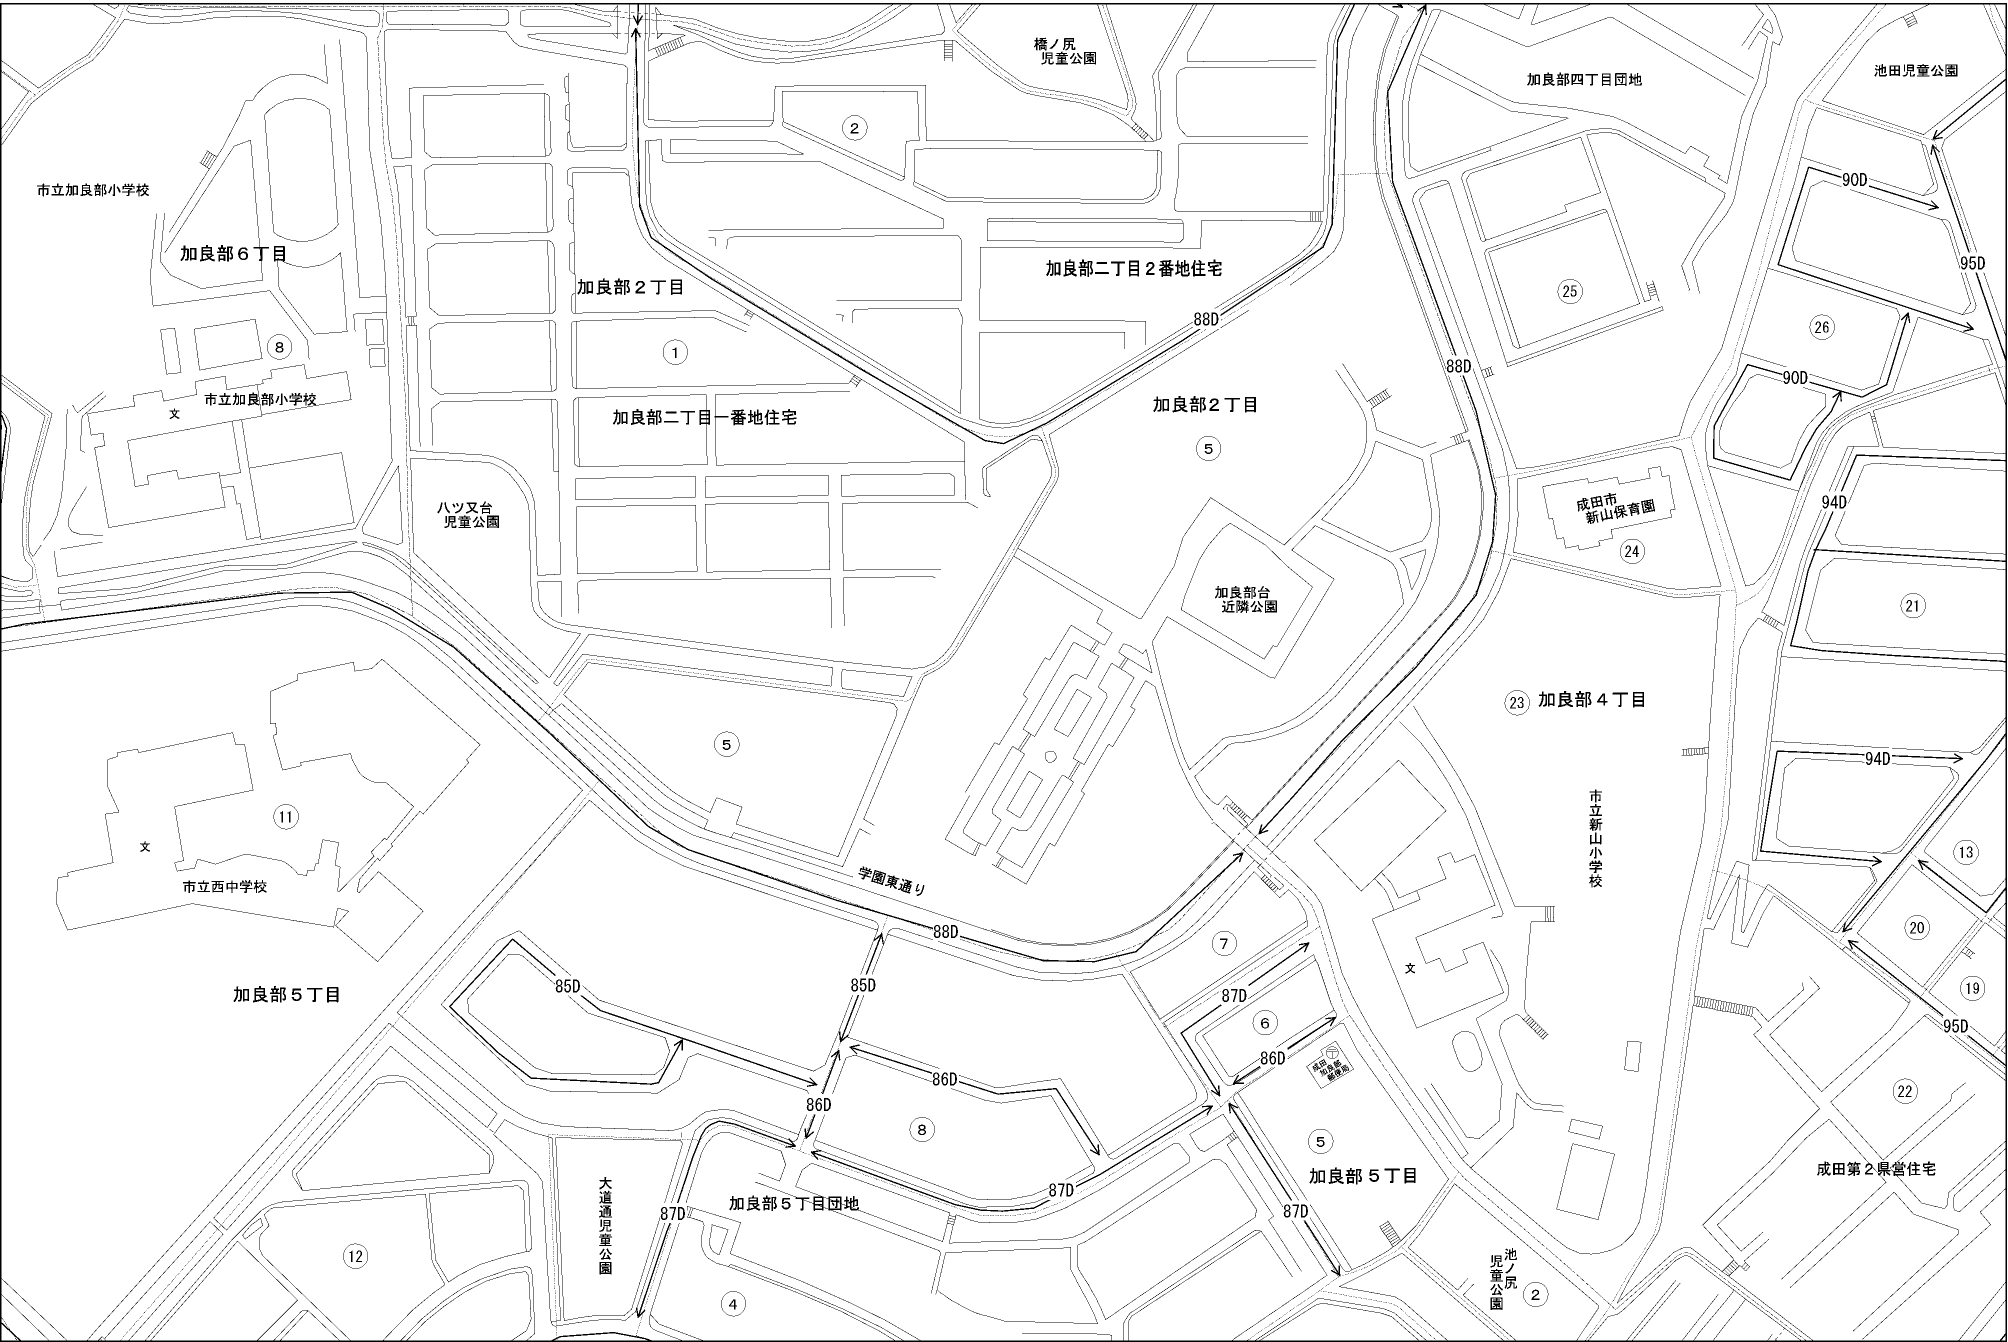 橋ノ尻
児童公園
加良部四丁目団地
池田児童公園
2
市立加良部小学校
90D
加良部６丁目
95D
加良部二丁目２番地住宅
加良部２丁目
25
88D
26
8
1
88D
90D
市立加良部小学校
文
加良部二丁目一番地住宅
加良部２丁目
5
94D
八ツ又台
児童公園
成田市
新山保育園
24
加良部台
近隣公園
21
23
加良部４丁目
5
94D
市立新山小学校
11
文
市立西中学校
13
学園東通り
88D
7
20
文
19
加良部５丁目
85D
85D
87D
6
95D
86D
成田
加良部
郵便局
86D
86D
22
8
5
加良部５丁目
成田第２県営住宅
大道通児童公園
87D
加良部５丁目団地
87D
87D
12
4
池ノ尻
児童公園
2